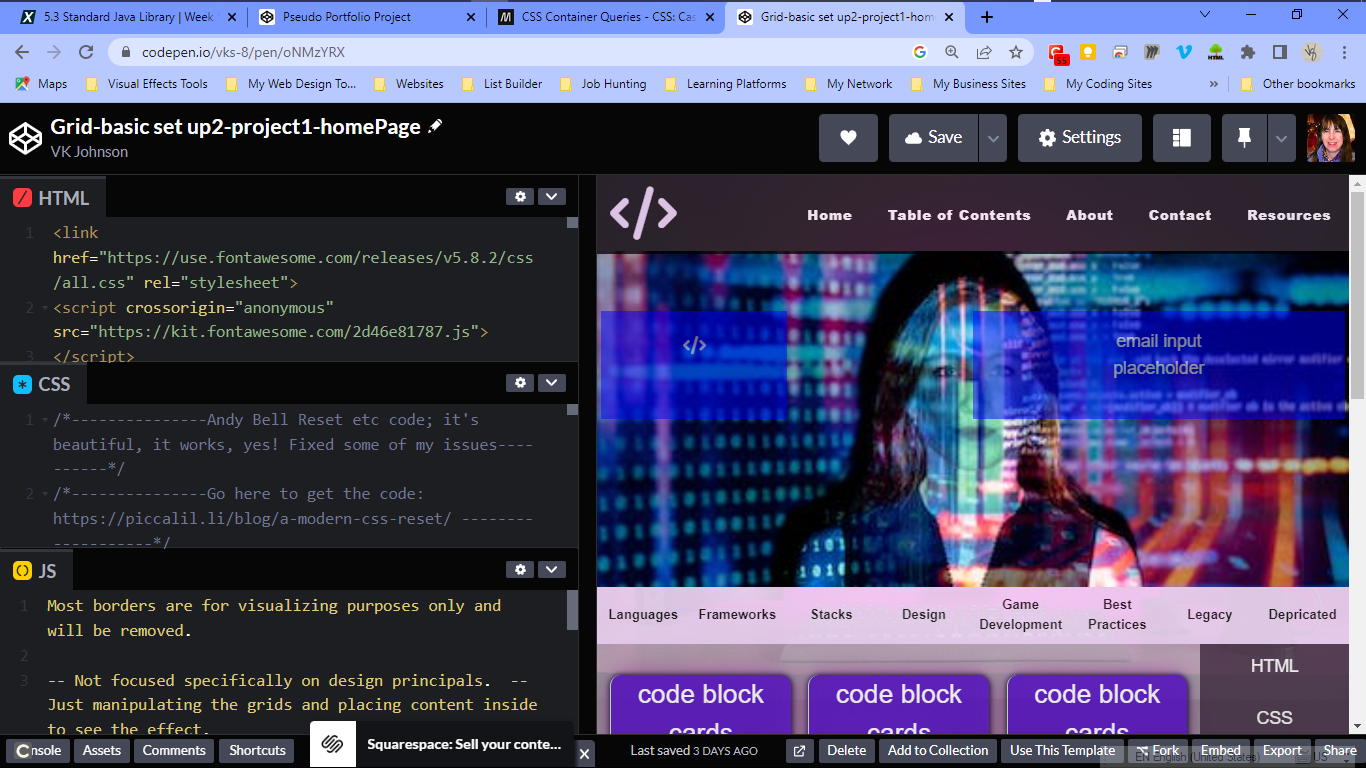 5.3 Standard Java Library | Week
Pseudo Portfolio Project
CSS Container Queries - CSS: Cas
Grid-basic set up2-project1-hom
codepen.io/vks-8/pen/oNMzYRX
55
HTML
Maps
Visual Effects Tools
My Web Design To...
Websites
List Builder
Job Hunting
Learning Platforms
My Network
My Business Sites
My Coding Sites
»
Other bookmarks
Grid-basic set up2-project1-homePage
VK Johnson
Save
Settings
HTML
1 <link
href="https://use.fontawesome.com/releases/v5.8.2/css
/all.css" rel="stylesheet">
2 <script crossorigin="anonymous"
src="https://kit.fontawesome.com/2d46e81787.js">
3 </script>
CSS
1 /*---------------Andy Bell Reset etc code; it's
beautiful, it works, yes! Fixed some of my issues----
----------*/
2 /*---------------Go here to get the code:
https://piccalil.li/blog/a-modern-css-reset/ --------
----------------*/
JS
1 Most borders are for visualizing purposes only and
will be removed.
2
3 -- Not focused specifically on design principals. --
Just manipulating the grids and placing content inside
to see the effect.
</>
Home
Table of Contents
About
Contact
Resources
</>
email input
placeholder
Languages
Frameworks
Stacks
Design
Game
Development
Best
Practices
Legacy
Depricated
code block
cards
code block
cards
code block
cards
HTML
CSS
Console
Assets
Comments
Shortcuts
Squarespace: Sell your conte...
Last saved 3 DAYS AGO
Delete
Add to Collection
Use This Template
Fork
Embed
Export
Share
EN English (United States)
US